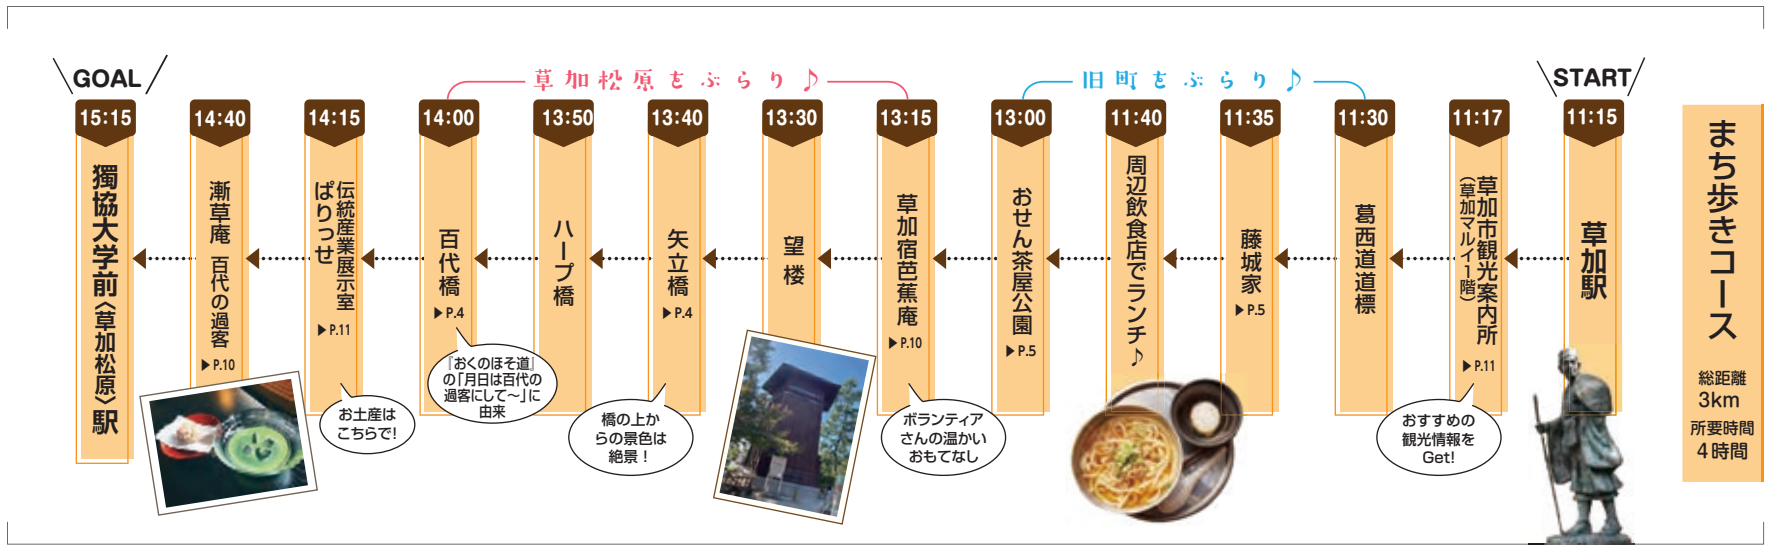 まち歩きコース
総距離
3km
所要時間
4時間
START
11:15
草加駅
11:17
草加市観光案内所
（草加マルイ1階）
▶P.11
おすすめの
観光情報を
Get!
旧町をぶらり♪
11:30
葛西道道標
11:35
藤城家
▶P.5
11:40
周辺飲食店でランチ♪
13:00
おせん茶屋公園
▶P.5
草加松原をぶらり♪
13:15
草加宿芭蕉庵
▶P.10
ボランティア
さんの温かい
おもてなし
13:30
望楼
13:40
矢立橋
▶P.4
橋の上か
らの景色は
絶景！
13:50
ハープ橋
14:00
百代橋
▶P.4
『おくのほそ道』
の「月日は百代の
過客にして〜」に
由来
14:15
伝統産業展示室
ぱりっせ
▶P.11
お土産は
こちらで!
14:40
漸草庵 百代の過客
▶P.10
GOAL
15:15
獨協大学前〈草加松原〉駅